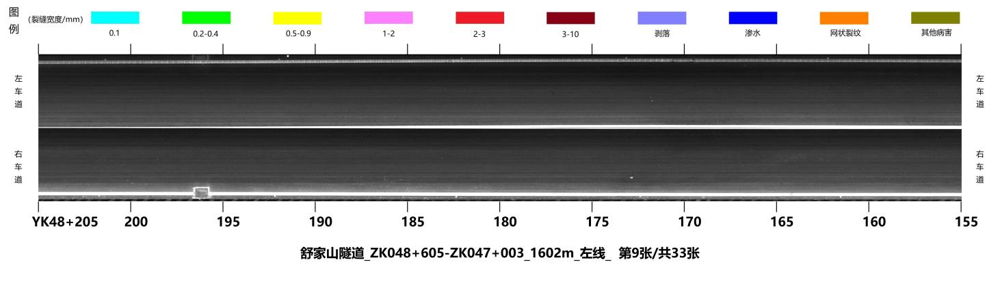 图例 (裂缝宽度/mm) 0.1 0.2-0.4 0.5-0.9 1-2 2-3 3-10 剥落 渗水 网状裂纹 其他病害
左车道 左车道
右车道 右车道
YK48+205 200 195 190 185 180 175 170 165 160 155
舒家山隧道_ZK048+605-ZK047+003_1602m_左线_ 第9张/共33张